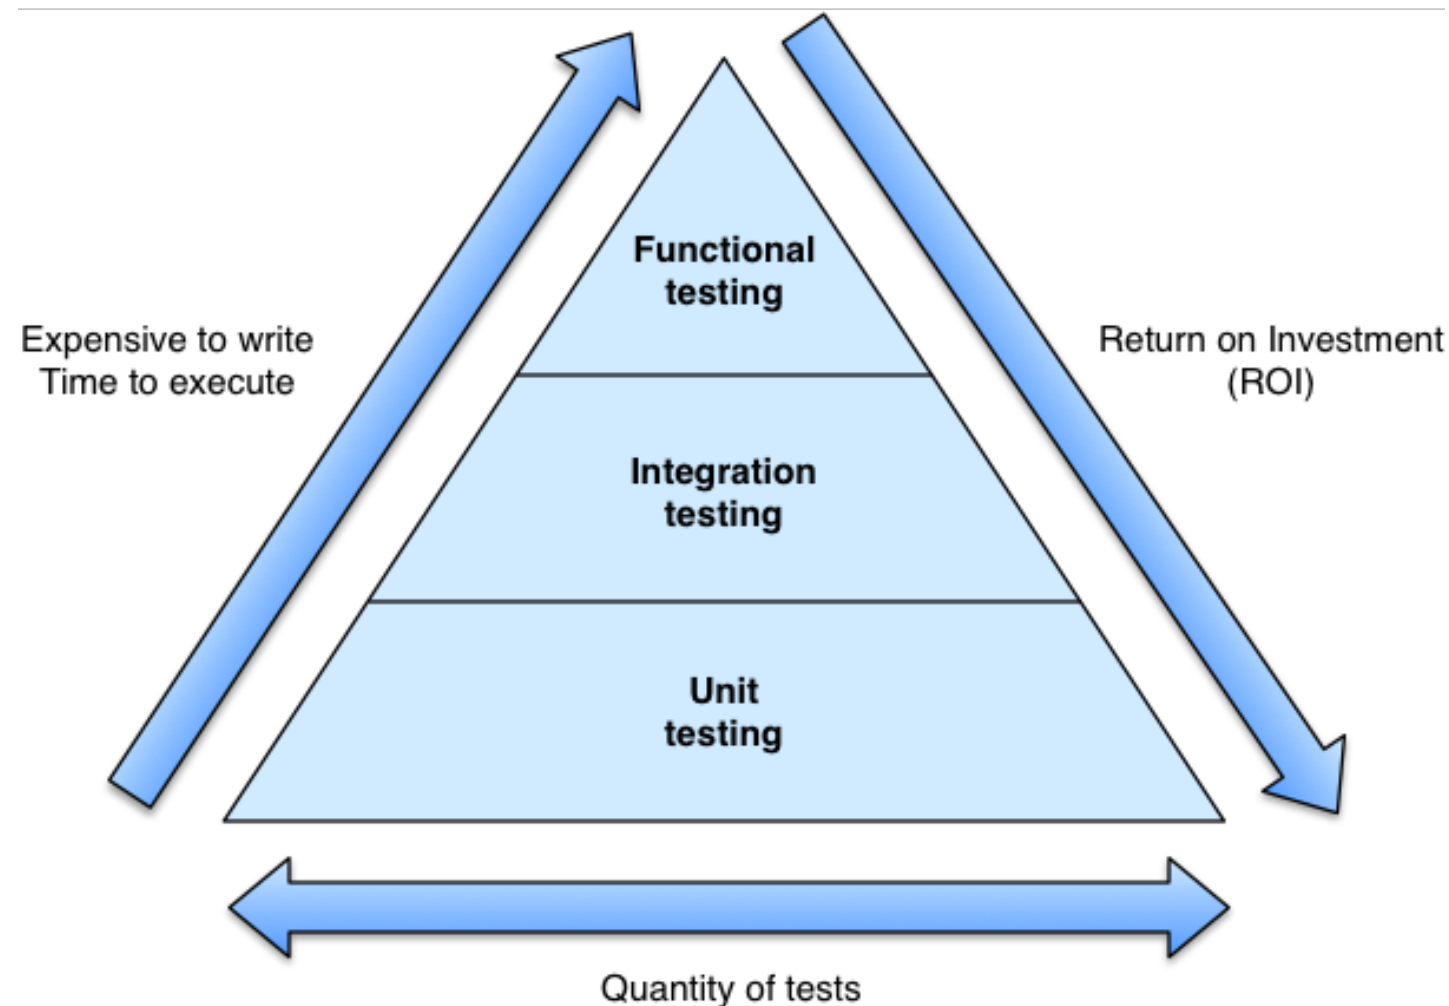 Functional
testing
Expensive to write
Time to execute
Return on Investment
(ROI)
Integration
testing
Unit
testing
Quantity of tests